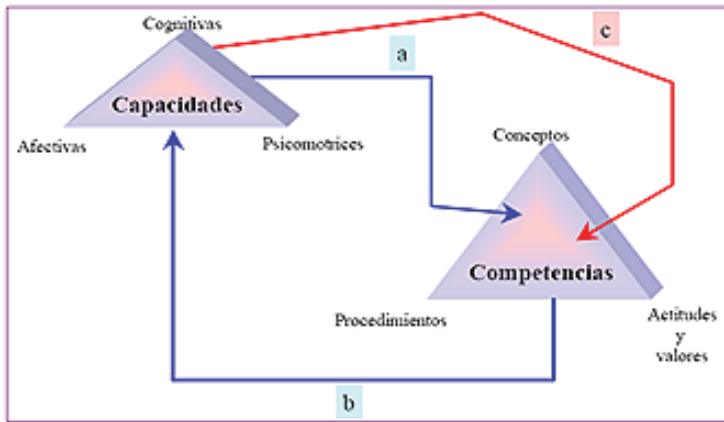 Cognitivas
c
a
Capacidades
Afectivas
Psicomotrices
Conceptos
Competencias
Procedimientos
Actitudes
y
valores
b